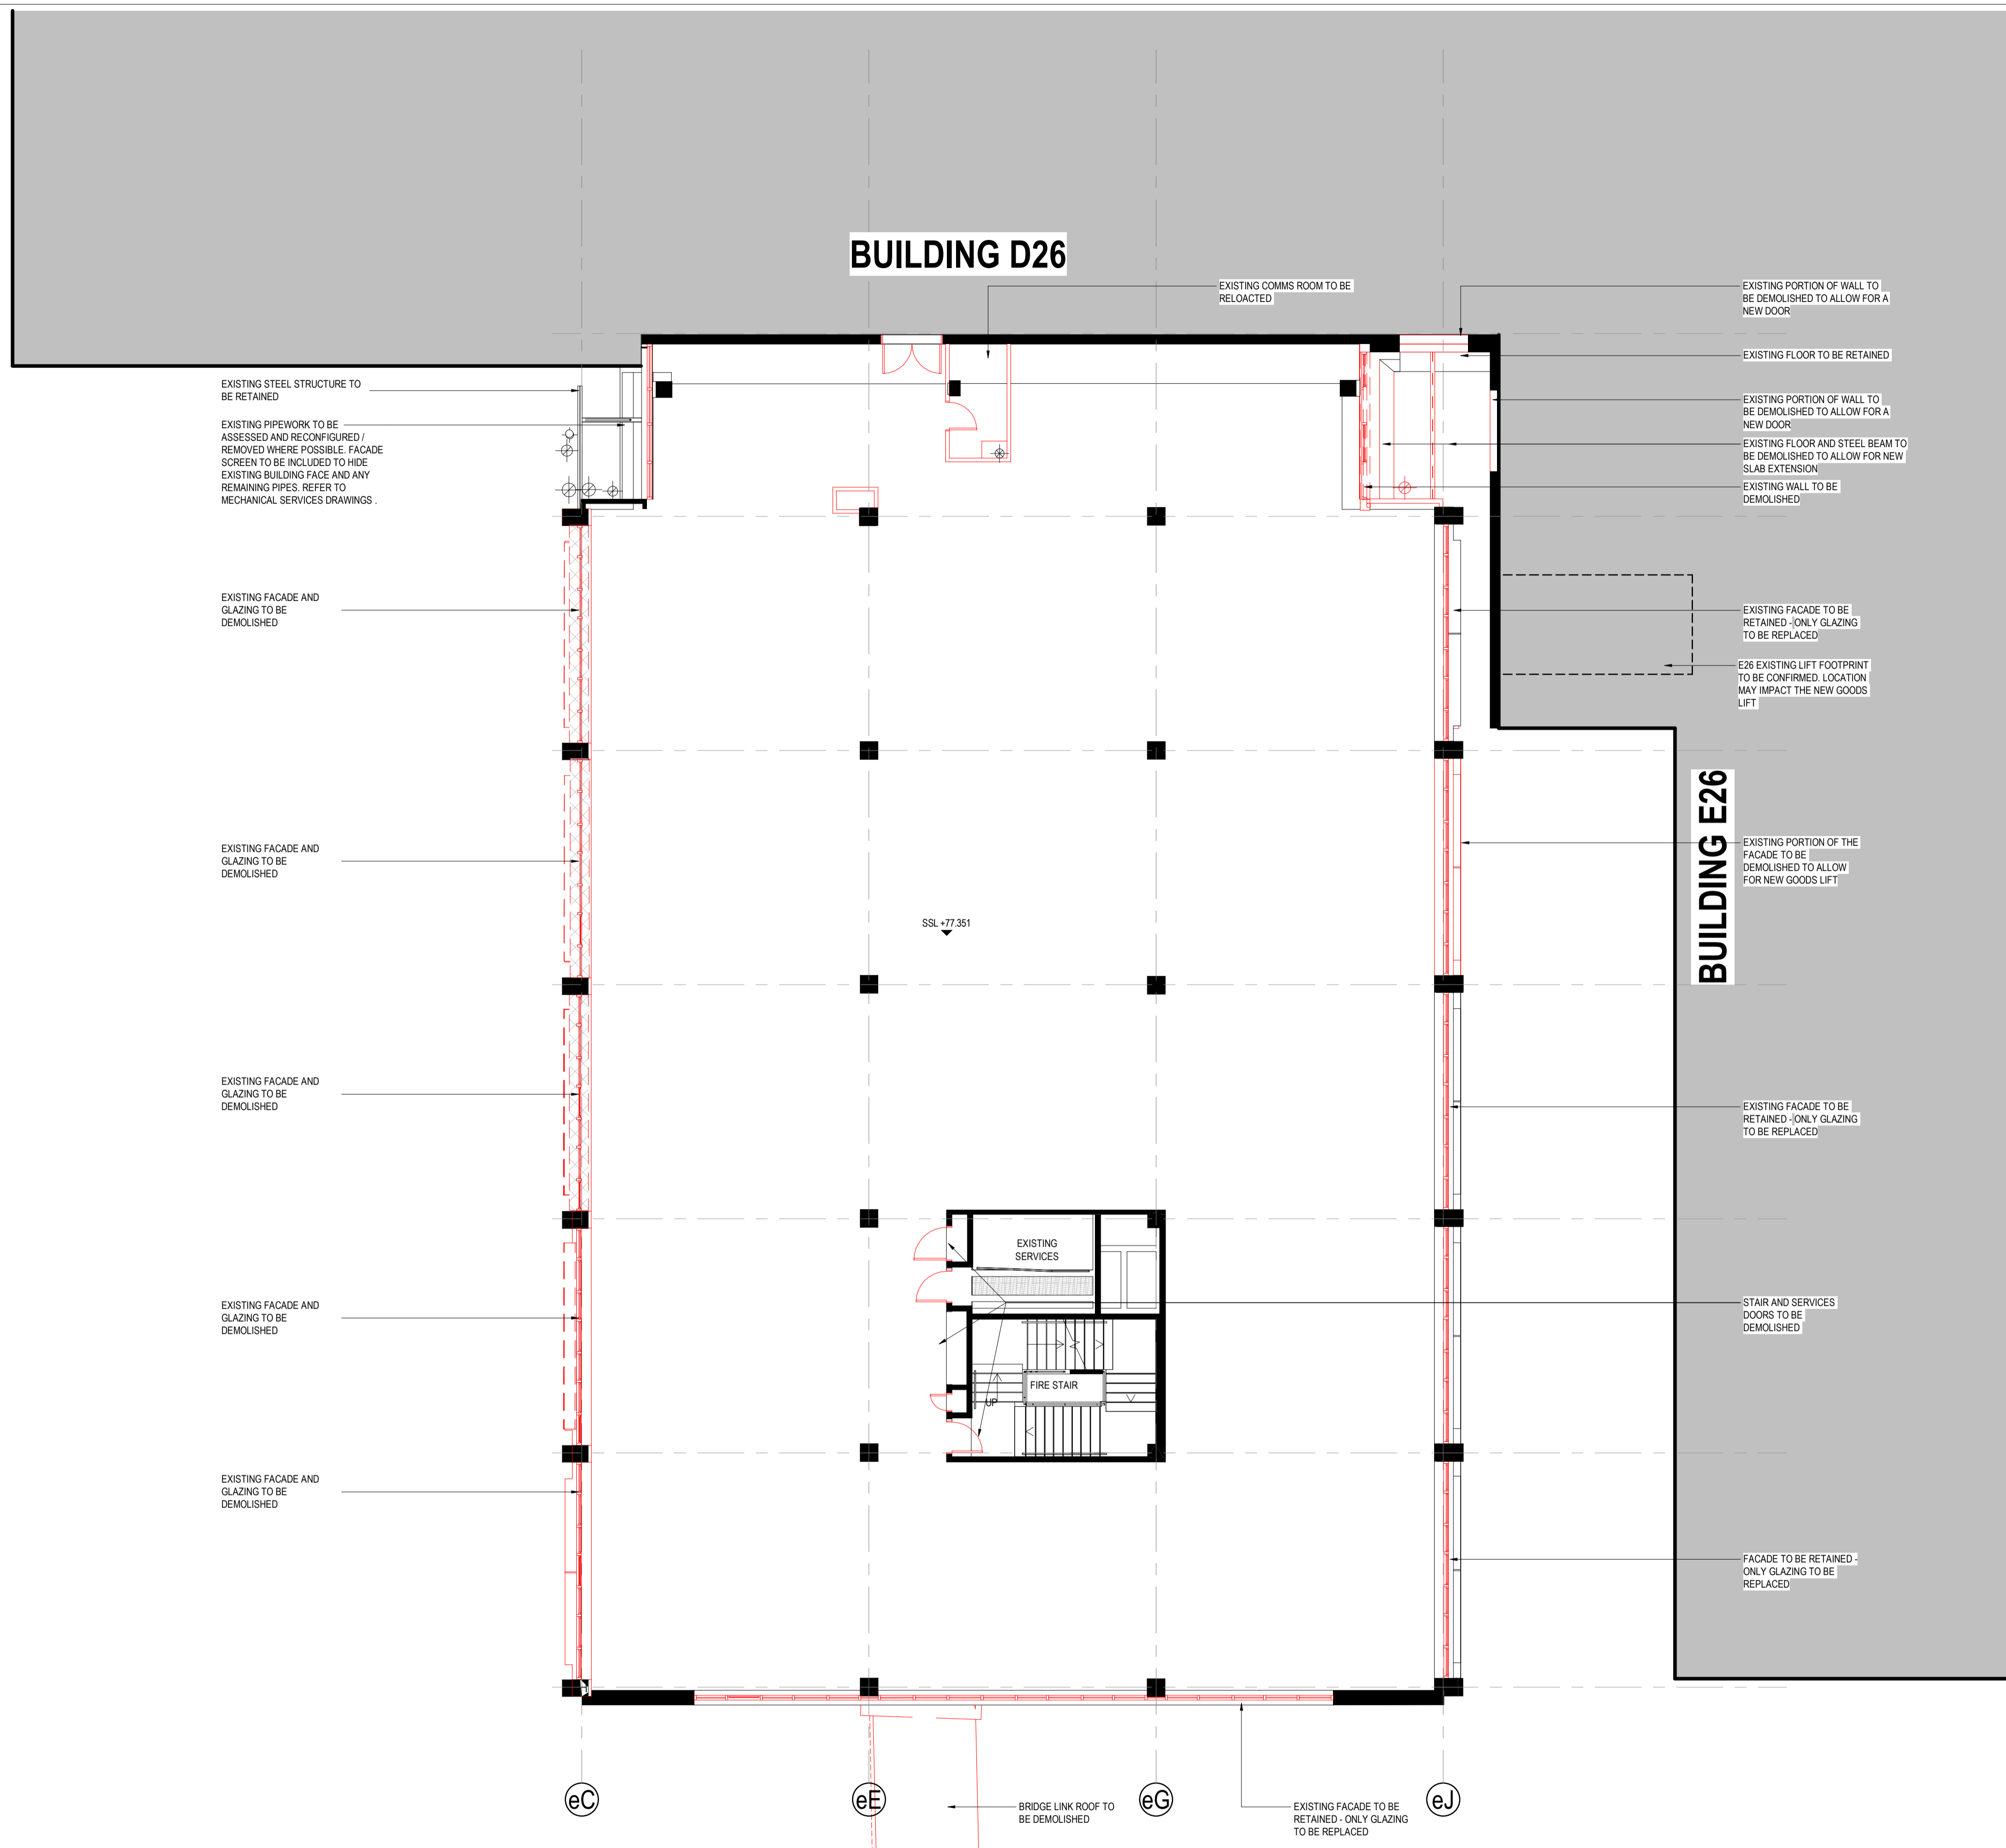 BUILDING D26
EXISTING COMMS ROOM TO BE
RELOACTED
EXISTING PORTION OF WALL TO
BE DEMOLISHED TO ALLOW FOR A
NEW DOOR
EXISTING FLOOR TO BE RETAINED
EXISTING STEEL STRUCTURE TO
BE RETAINED
EXISTING PORTION OF WALL TO
BE DEMOLISHED TO ALLOW FOR A
NEW DOOR
EXISTING PIPEWORK TO BE
ASSESSED AND RECONFIGURED /
REMOVED WHERE POSSIBLE. FACADE
SCREEN TO BE INCLUDED TO HIDE
EXISTING BUILDING FACE AND ANY
REMAINING PIPES. REFER TO
MECHANICAL SERVICES DRAWINGS .
EXISTING FLOOR AND STEEL BEAM TO
BE DEMOLISHED TO ALLOW FOR NEW
SLAB EXTENSION
EXISTING WALL TO BE
DEMOLISHED
EXISTING FACADE AND
GLAZING TO BE
DEMOLISHED
EXISTING FACADE TO BE
RETAINED - ONLY GLAZING
TO BE REPLACED
E26 EXISTING LIFT FOOTPRINT
TO BE CONFIRMED. LOCATION
MAY IMPACT THE NEW GOODS
LIFT
BUILDING E26
EXISTING FACADE AND
GLAZING TO BE
DEMOLISHED
EXISTING PORTION OF THE
FACADE TO BE
DEMOLISHED TO ALLOW
FOR NEW GOODS LIFT
SSL +77.351
EXISTING FACADE AND
GLAZING TO BE
DEMOLISHED
EXISTING FACADE TO BE
RETAINED - ONLY GLAZING
TO BE REPLACED
EXISTING
SERVICES
EXISTING FACADE AND
GLAZING TO BE
DEMOLISHED
STAIR AND SERVICES
DOORS TO BE
DEMOLISHED
FIRE STAIR
UP
EXISTING FACADE AND
GLAZING TO BE
DEMOLISHED
FACADE TO BE RETAINED -
ONLY GLAZING TO BE
REPLACED
eC
eE
eG
eJ
BRIDGE LINK ROOF TO
BE DEMOLISHED
EXISTING FACADE TO BE
RETAINED - ONLY GLAZING
TO BE REPLACED